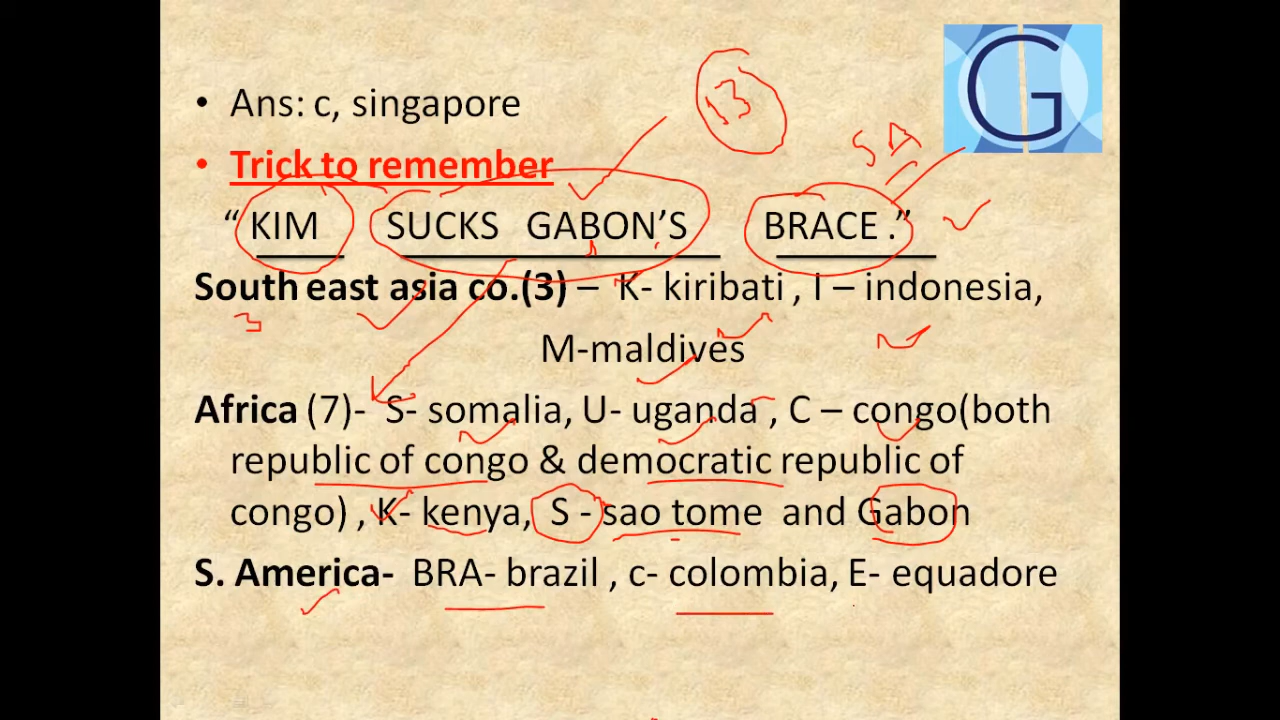 • Ans: c, singapore
13
SA
G
• Trick to remember
“ KIM SUCKS GABON’S BRACE .”
South east asia co.(3) – K- kiribati , I – indonesia,
3
M-maldives
Africa (7)- S- somalia, U- uganda , C – congo(both
republic of congo & democratic republic of
congo) , K- kenya, S - sao tome and Gabon
S. America- BRA- brazil , c- colombia, E- equadore